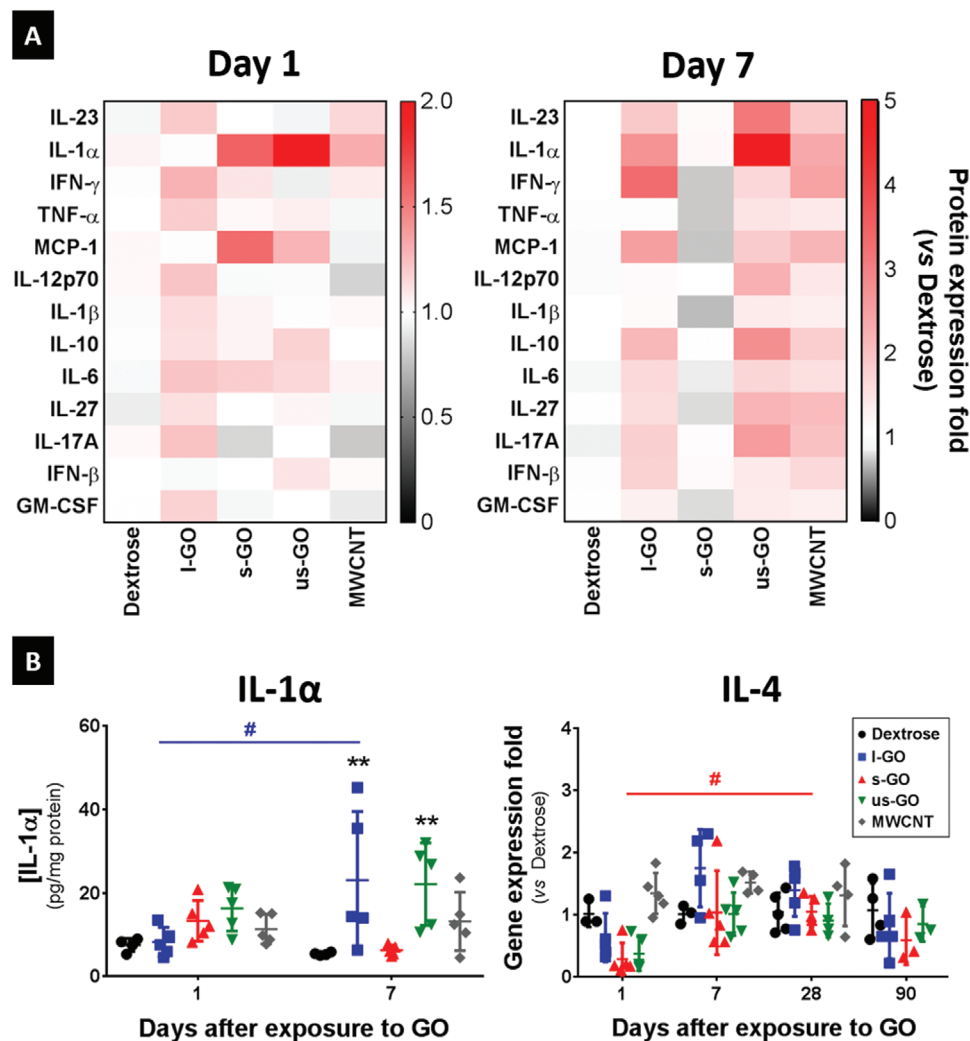 A
Day 1
Day 7
IL-23
IL-1α
IFN-γ
TNF-α
MCP-1
IL-12p70
IL-1β
IL-10
IL-6
IL-27
IL-17A
IFN-β
GM-CSF
2.0
1.5
1.0
0.5
0
Dextrose
l-GO
s-GO
us-GO
MWCNT
IL-23
IL-1α
IFN-γ
TNF-α
MCP-1
IL-12p70
IL-1β
IL-10
IL-6
IL-27
IL-17A
IFN-β
GM-CSF
5
4
3
2
1
0
Dextrose
l-GO
s-GO
us-GO
MWCNT
Protein expression fold
(vs Dextrose)
B
IL-1α
[IL-1α]
(pg/mg protein)
60
40
20
0
#
**
**
1
7
Days after exposure to GO
IL-4
Gene expression fold
(vs Dextrose)
4
3
2
1
0
#
Dextrose
l-GO
s-GO
us-GO
MWCNT
1
7
28
90
Days after exposure to GO